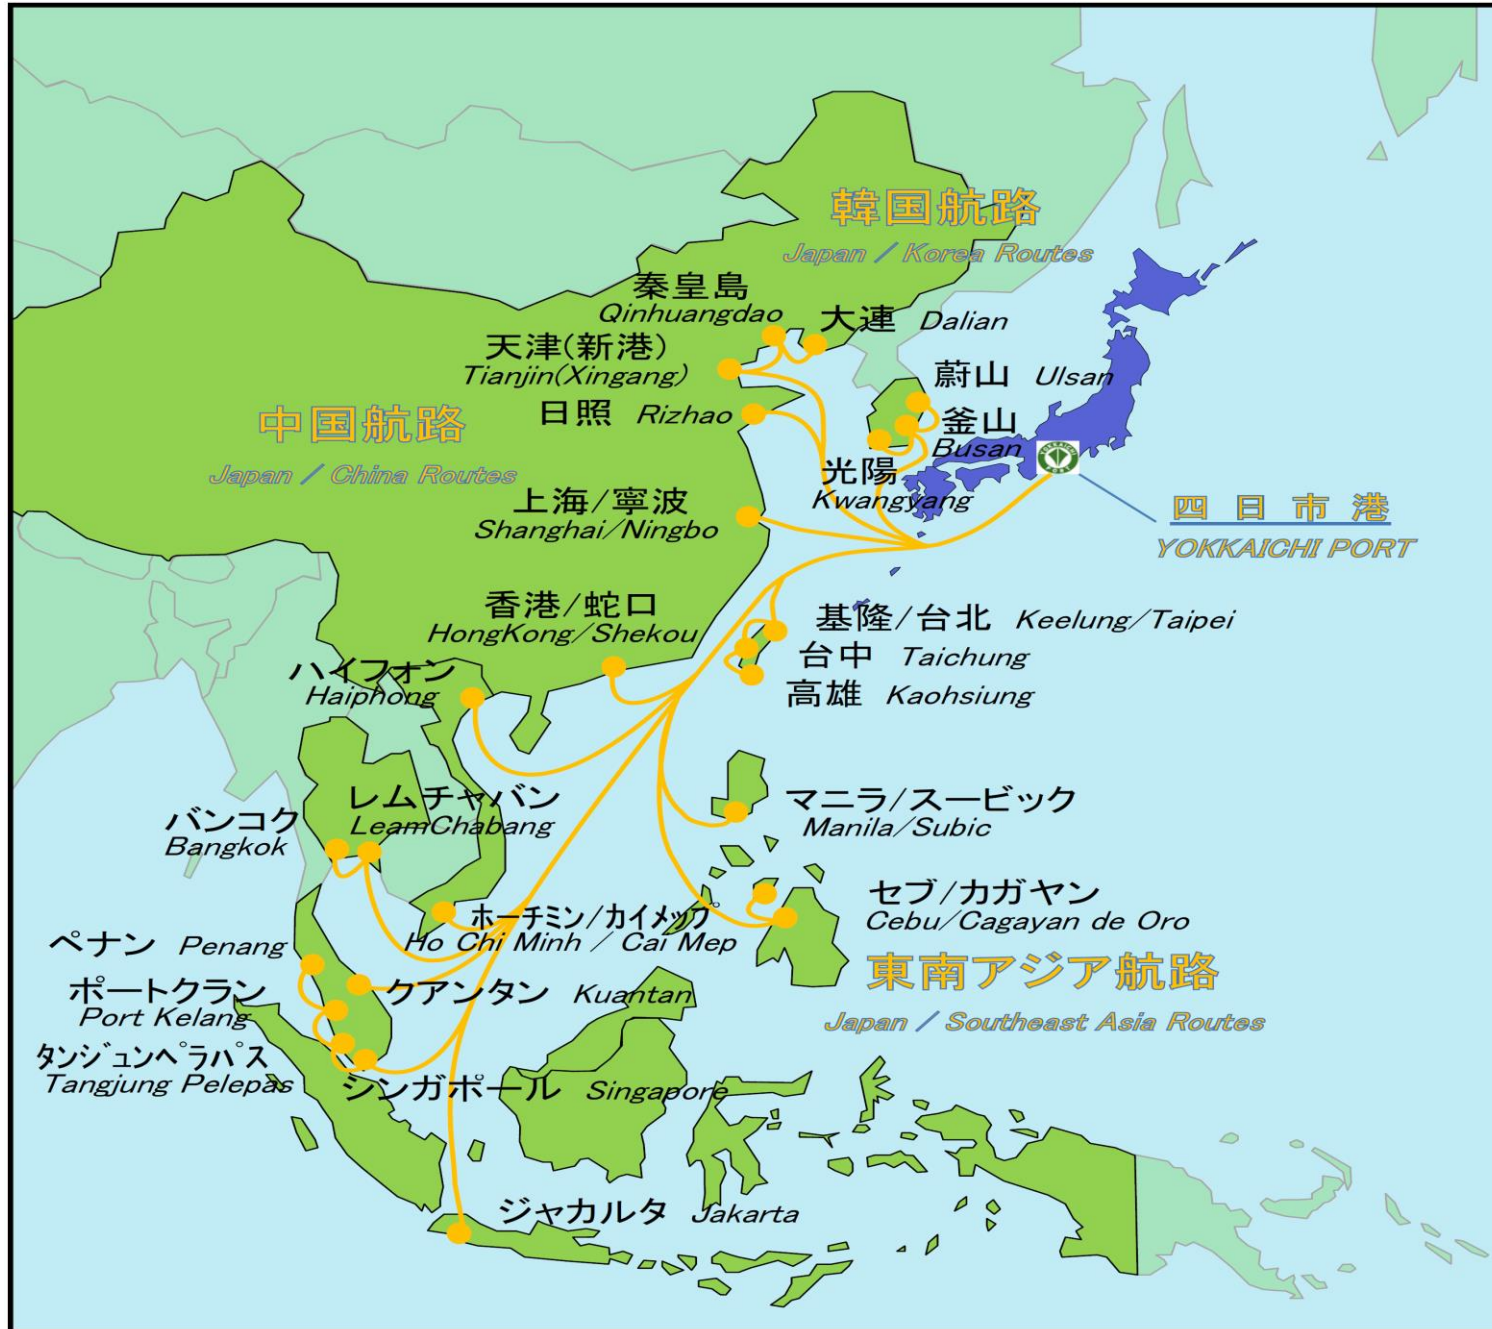 韓国航路
Japan / Korea Routes
秦皇島
Qinhuangdao
大連 Dalian
天津(新港)
Tianjin(Xingang)
蔚山 Ulsan
日照 Rizhao
釜山
Busan
中国航路
Japan / China Routes
光陽
Kwangyang
YOKKAICHI
PORT
上海/寧波
Shanghai/Ningbo
四日市港
YOKKAICHI PORT
香港/蛇口
HongKong/Shekou
基隆/台北 Keelung/Taipei
台中 Taichung
高雄 Kaohsiung
ハイフォン
Haiphong
レムチャバン
LeamChabang
バンコク
Bangkok
マニラ/スービック
Manila/Subic
ホーチミン/カイメップ
Ho Chi Minh / Cai Mep
セブ/カガヤン
Cebu/Cagayan de Oro
ペナン Penang
東南アジア航路
Japan / Southeast Asia Routes
ポートクラン
Port Kelang
クアンタン Kuantan
タンジュンペラパス
Tangjung Pelepas
シンガポール Singapore
ジャカルタ Jakarta